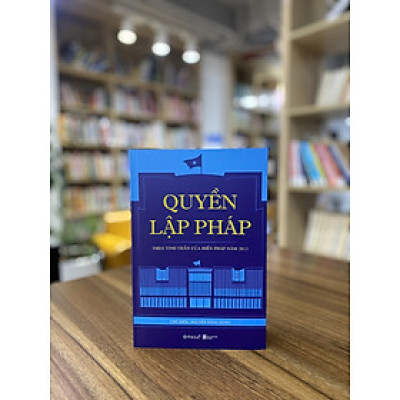 QUYỀN
LẬP PHÁP
THEO TINH THẦN CỦA HIẾN PHÁP NĂM 2013